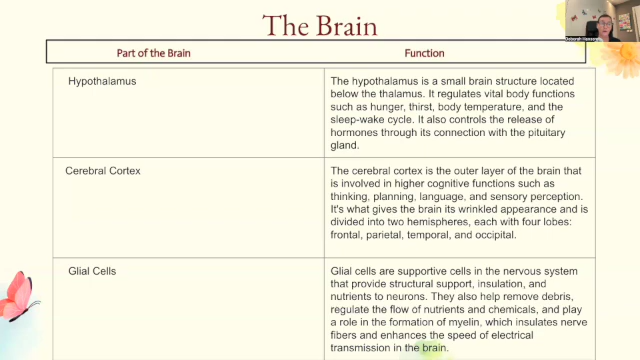 The Brain
Part of the Brain
Function
Hypothalamus
The hypothalamus is a small brain structure located
below the thalamus. It regulates vital body functions
such as hunger, thirst, body temperature, and the
sleep-wake cycle. It also controls the release of
hormones through its connection with the pituitary
gland.
Cerebral Cortex
The cerebral cortex is the outer layer of the brain that
is involved in higher cognitive functions such as
thinking, planning, language, and sensory perception.
It's what gives the brain its wrinkled appearance and is
divided into two hemispheres, each with four lobes:
frontal, parietal, temporal, and occipital.
Glial Cells
Glial cells are supportive cells in the nervous system
that provide structural support, insulation, and
nutrients to neurons. They also help remove debris,
regulate the flow of nutrients and chemicals, and play
a role in the formation of myelin, which insulates nerve
fibers and enhances the speed of electrical
transmission in the brain.